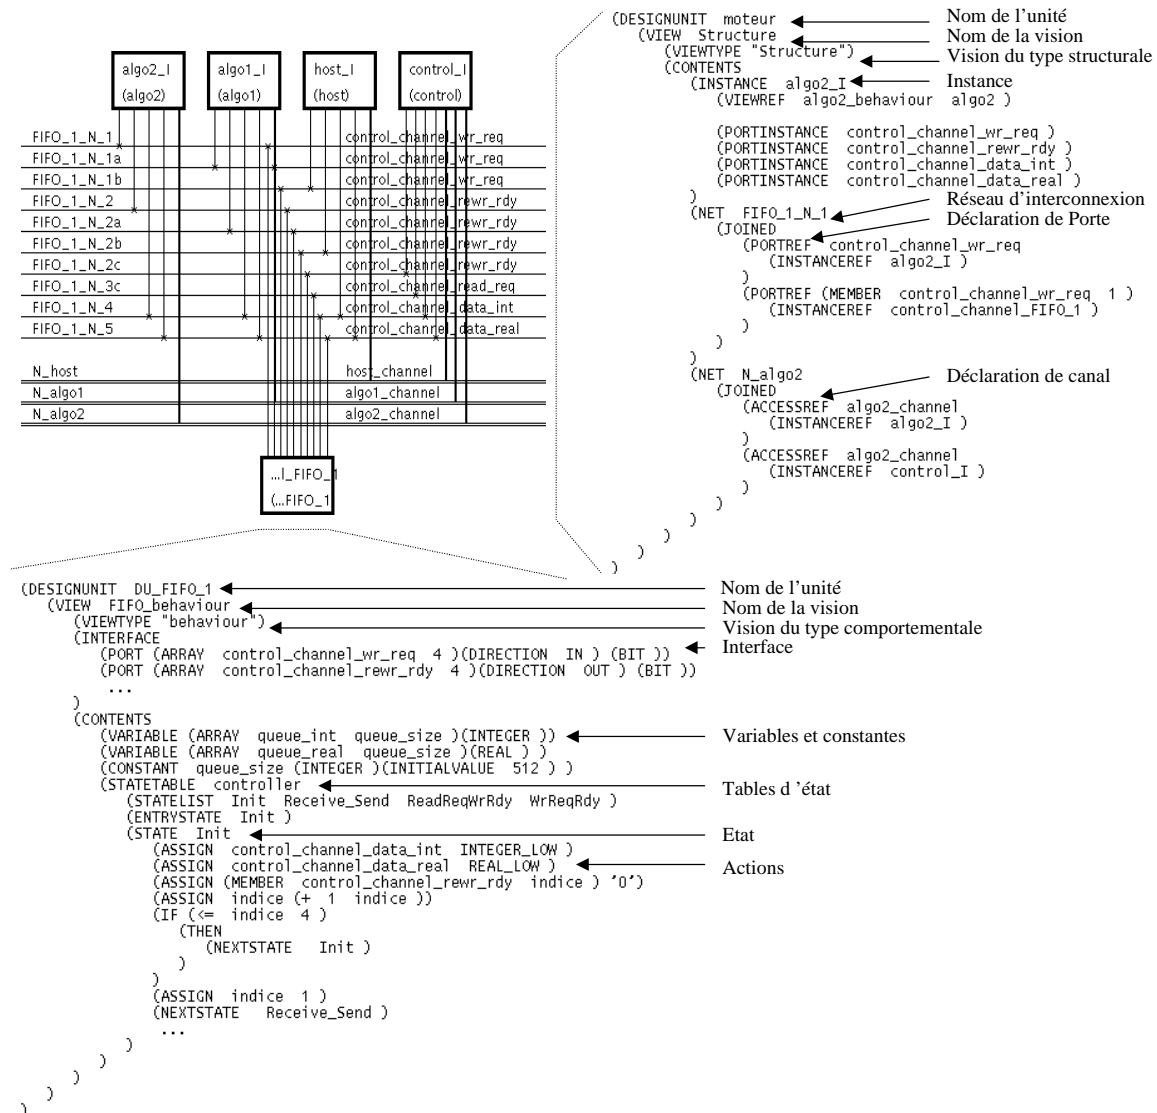 algo2_I
(algo2)
algo1_I
(algo1)
host_I
(host)
control_I
(control)
FIFO_1_N_1 control_channel_wr_req
FIFO_1_N_1a control_channel_wr_req
FIFO_1_N_1b control_channel_wr_req
FIFO_1_N_2 control_channel_rewr_rdy
FIFO_1_N_2a control_channel_rewr_rdy
FIFO_1_N_2b control_channel_rewr_rdy
FIFO_1_N_2c control_channel_rewr_rdy
FIFO_1_N_3c control_channel_read_req
FIFO_1_N_4 control_channel_data_int
FIFO_1_N_5 control_channel_data_real
N_host host_channel
N_algo1 algo1_channel
N_algo2 algo2_channel
...l_FIFO_1
(...FIFO_1
(DESIGNUNIT moteur Nom de l'unité
(VIEW Structure Nom de la vision
(VIEWTYPE "Structure") Vision du type structurale
(CONTENTS
(INSTANCE algo2_I Instance
(VIEWREF algo2_behaviour algo2 )
(PORTINSTANCE control_channel_wr_req )
(PORTINSTANCE control_channel_rewr_rdy )
(PORTINSTANCE control_channel_data_int )
(PORTINSTANCE control_channel_data_real )
)
(NET FIFO_1_N_1 Réseau d'interconnexion
(JOINED Déclaration de Porte
(PORTREF control_channel_wr_req
(INSTANCEREF algo2_I )
)
(PORTREF (MEMBER control_channel_wr_req 1 )
(INSTANCEREF control_channel_FIFO_1 )
)
)
)
(NET N_algo2 Déclaration de canal
(JOINED
(ACCESSREF algo2_channel
(INSTANCEREF algo2_I )
)
(ACCESSREF algo2_channel
(INSTANCEREF control_I )
)
)
)
)
)
)
(DESIGNUNIT DU_FIFO_1 Nom de l'unité
(VIEW FIFO_behaviour Nom de la vision
(VIEWTYPE "behaviour") Vision du type comportementale
(INTERFACE Interface
(PORT (ARRAY control_channel_wr_req 4 )(DIRECTION IN ) (BIT ))
(PORT (ARRAY control_channel_rewr_rdy 4 )(DIRECTION OUT ) (BIT ))
...
)
(CONTENTS
(VARIABLE (ARRAY queue_int queue_size )(INTEGER )) Variables et constantes
(VARIABLE (ARRAY queue_real queue_size )(REAL ) )
(CONSTANT queue_size (INTEGER )(INITIALVALUE 512 ) )
(STATETABLE controller Tables d 'état
(STATELIST Init Receive_Send ReadReqWrRdy WrReqRdy )
(ENTRYSTATE Init )
(STATE Init Etat
(ASSIGN control_channel_data_int INTEGER_LOW )
(ASSIGN control_channel_data_real REAL_LOW ) Actions
(ASSIGN (MEMBER control_channel_rewr_rdy indice ) '0')
(ASSIGN indice (+ 1 indice ))
(IF (<= indice 4 )
(THEN
(NEXTSTATE Init )
)
)
(ASSIGN indice 1 )
(NEXTSTATE Receive_Send )
...
)
)
)
)
)